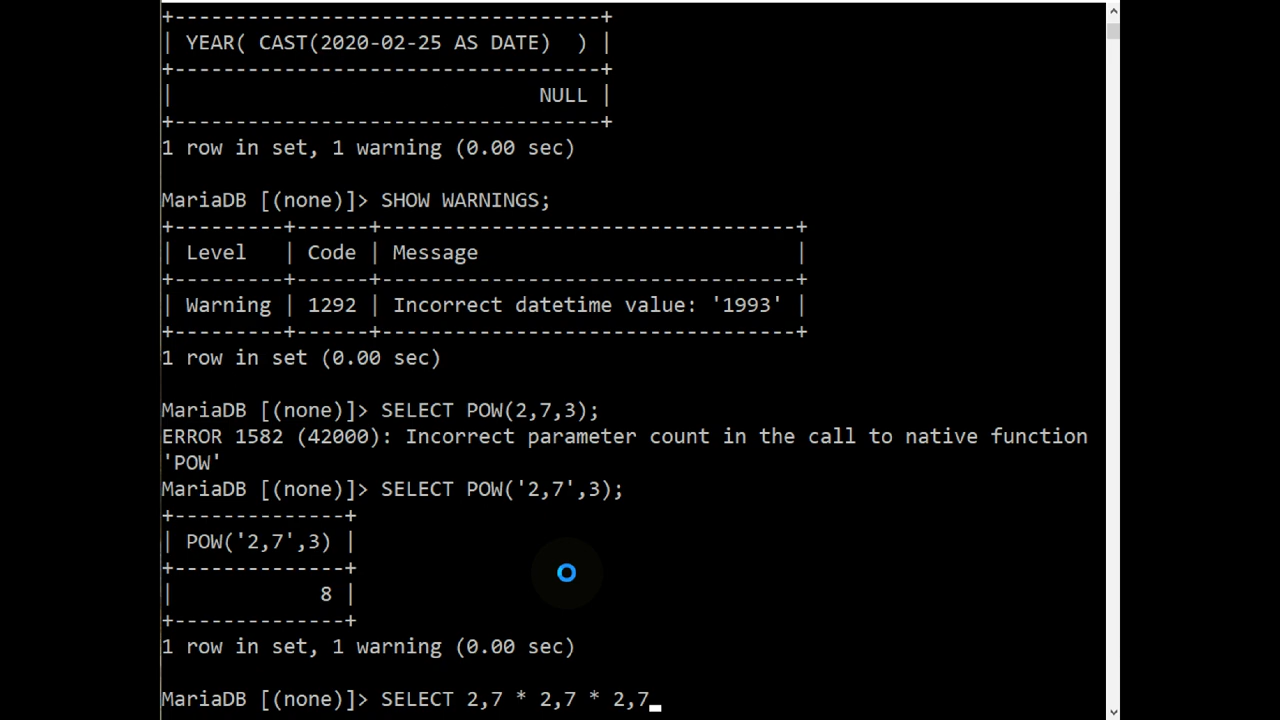 +-------------------------------------+
| YEAR( CAST(2020-02-25 AS DATE)  ) |
+-----------------------------------+
|                              NULL |
+-----------------------------------+
1 row in set, 1 warning (0.00 sec)
MariaDB [(none)]> SHOW WARNINGS;
+---------+------+----------------------------------+
| Level   | Code | Message                          |
+---------+------+----------------------------------+
| Warning | 1292 | Incorrect datetime value: '1993' |
+---------+------+----------------------------------+
1 row in set (0.00 sec)
MariaDB [(none)]> SELECT POW(2,7,3);
ERROR 1582 (42000): Incorrect parameter count in the call to native function
'POW'
MariaDB [(none)]> SELECT POW('2,7',3);
+--------------+
| POW('2,7',3) |
+--------------+
|            8 |
+--------------+
1 row in set, 1 warning (0.00 sec)
MariaDB [(none)]> SELECT 2,7 * 2,7 * 2,7_